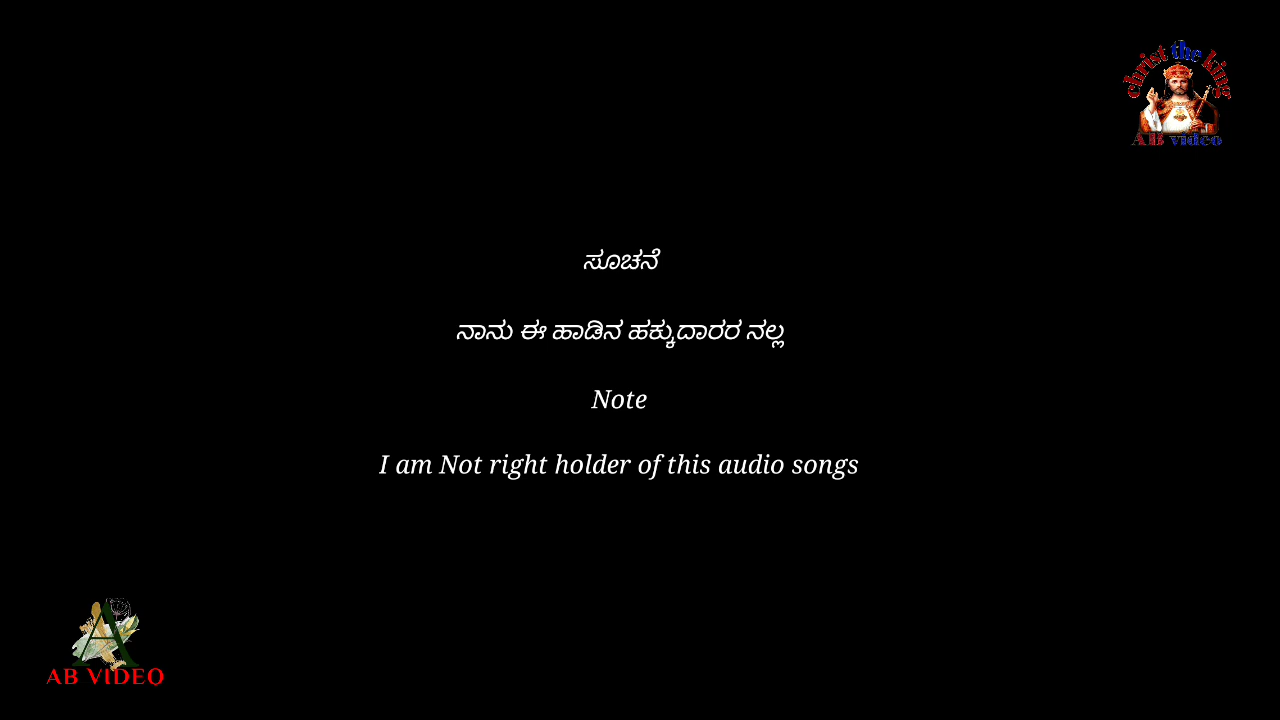 christ the king
AB video
ಸೂಚನೆ
ನಾನು ಈ ಹಾಡಿನ ಹಕ್ಕುದಾರರ ನಲ್ಲ
Note
I am Not right holder of this audio songs
A
AB VIDEO